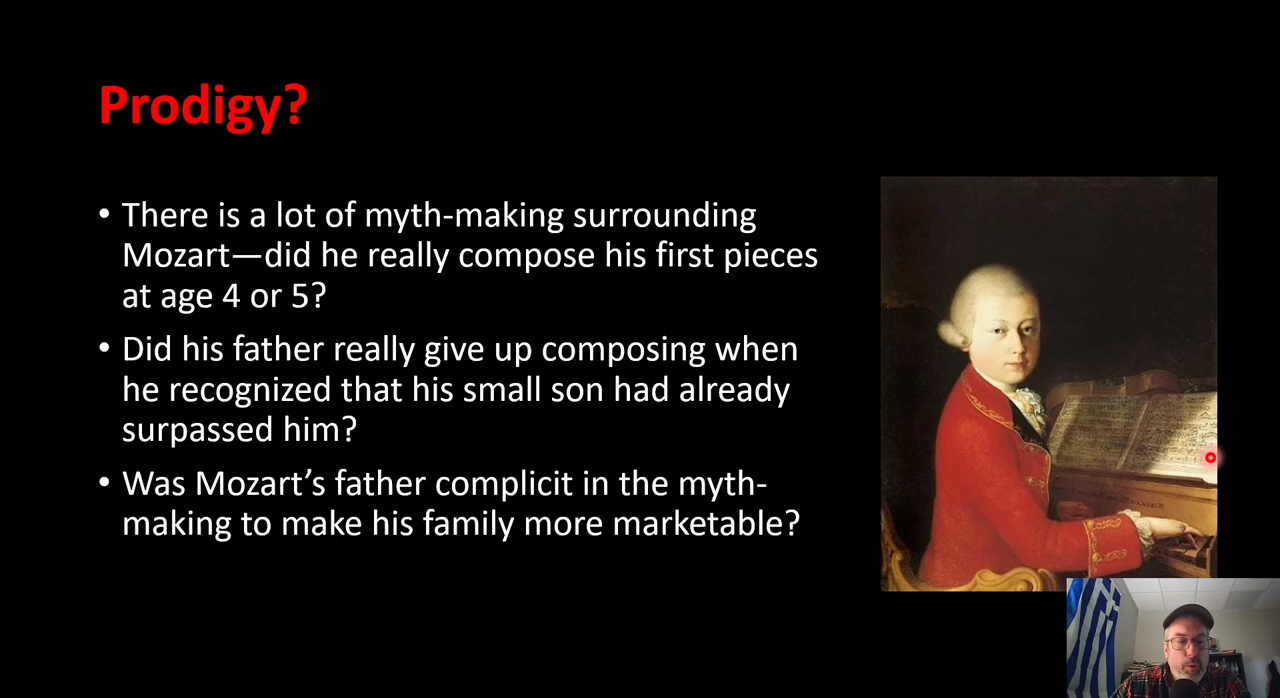 Prodigy?
• There is a lot of myth-making surrounding
Mozart—did he really compose his first pieces
at age 4 or 5?
• Did his father really give up composing when
he recognized that his small son had already
surpassed him?
• Was Mozart’s father complicit in the myth-
making to make his family more marketable?